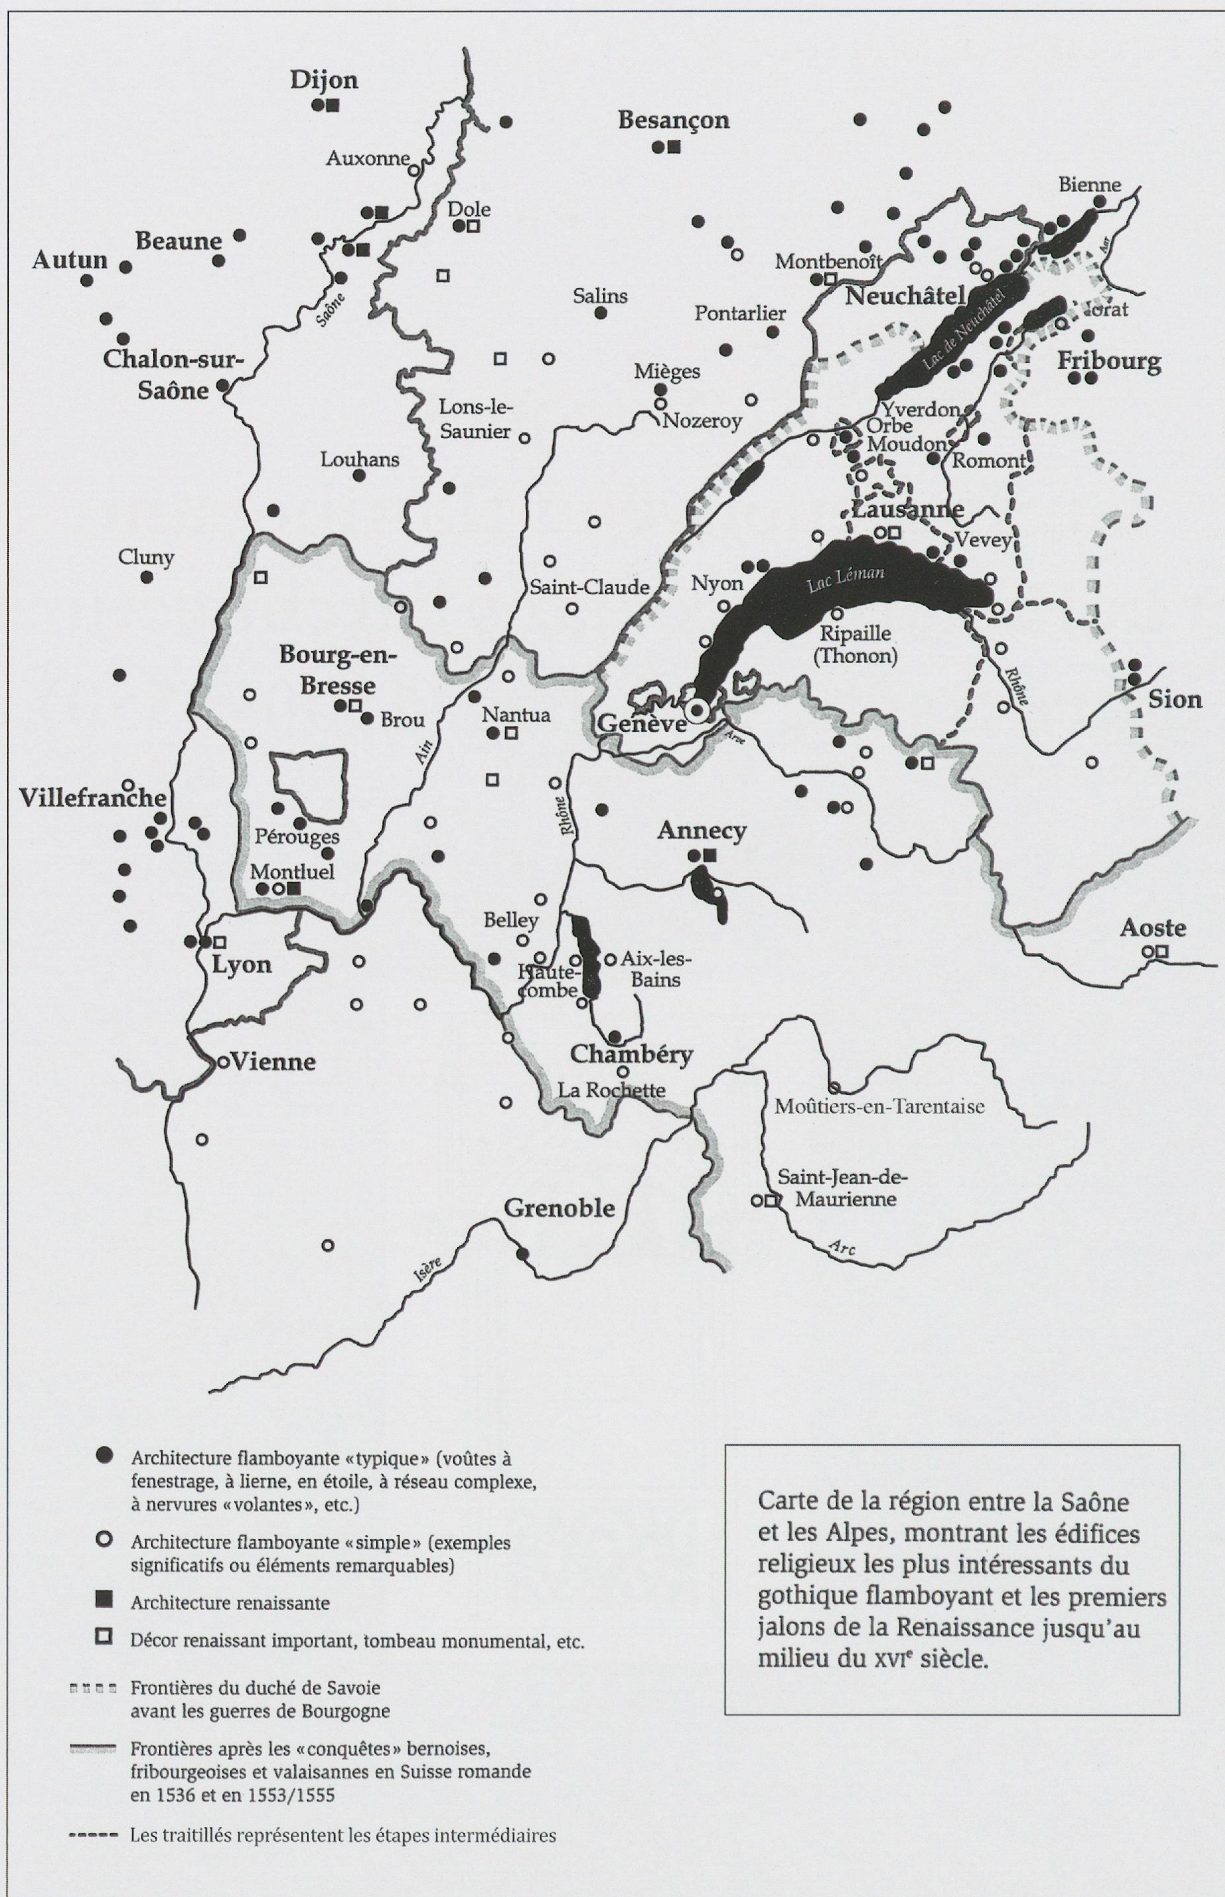 Dijon
Besançon
Auxonne
Bienne
Dole
Beaune
Autun
Aar
Montbenoît
Neuchâtel
Salins
Saône
Pontarlier
Lac de Neuchâtel
Chalon-sur-
Saône
Fribourg
Mièges
Nozeroy
Lons-le-
Saunier
Yverdon
Orbe
Moudon
Romont
Louhans
Lausanne
Vevey
Cluny
Saint-Claude
Nyon
Lac Léman
Ripaille
(Thonon)
Bourg-en-
Bresse
Brou
Rhône
Sion
Nantua
Genève
Arve
Ain
Villefranche
Rhône
Pérouges
Annecy
Montluel
Belley
Aoste
Lyon
Haute-
combe
Aix-les-
Bains
Vienne
Chambéry
La Rochette
Moûtiers-en-Tarentaise
Saint-Jean-de-
Maurienne
Grenoble
Arc
Isère
Architecture flamboyante «typique» (voûtes à
fenestrage, à lierne, en étoile, à réseau complexe,
à nervures «volantes», etc.)
Architecture flamboyante «simple» (exemples
significatifs ou éléments remarquables)
Architecture renaissante
Décor renaissant important, tombeau monumental, etc.
Frontières du duché de Savoie
avant les guerres de Bourgogne
Frontières après les «conquêtes» bernoises,
fribourgeoises et valaisannes en Suisse romande
en 1536 et en 1553/1555
Les traitillés représentent les étapes intermédiaires
Carte de la région entre la Saône
et les Alpes, montrant les édifices
religieux les plus intéressants du
gothique flamboyant et les premiers
jalons de la Renaissance jusqu'au
milieu du XVIe siècle.